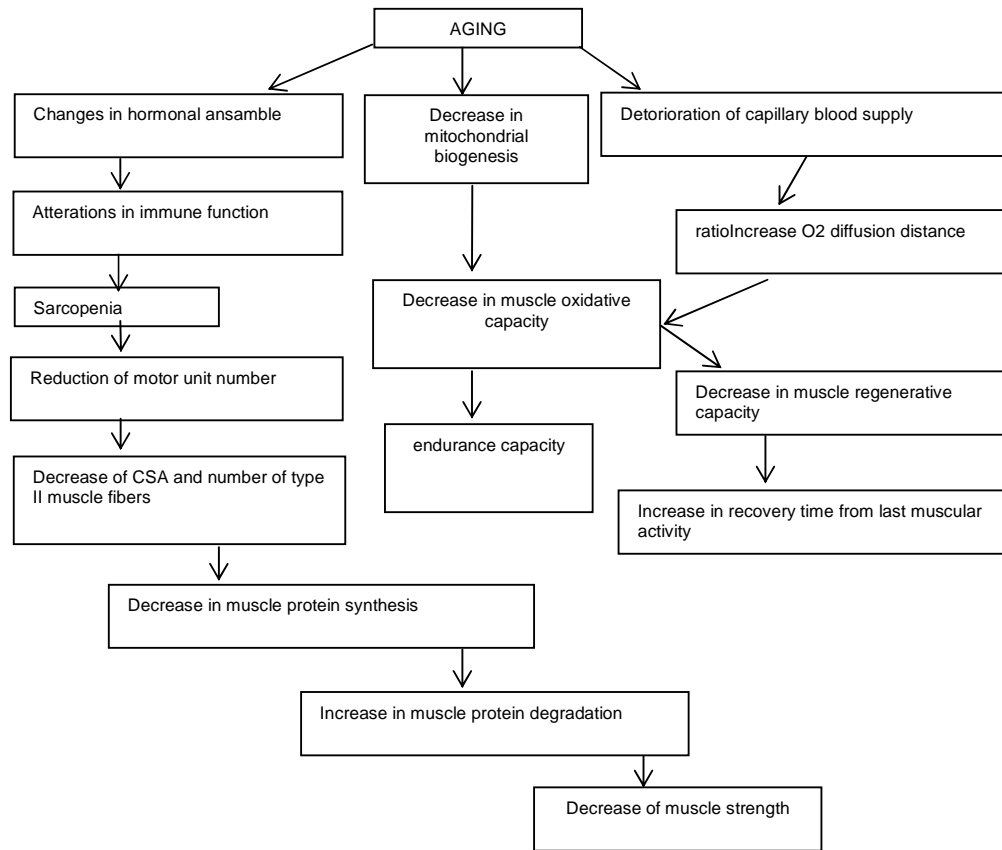 AGING
Changes in hormonal ansamble
Decrease in
mitochondrial
biogenesis
Detorioration of capillary blood supply
Atterations in immune function
ratioIncrease O2 diffusion distance
Sarcopenia
Decrease in muscle oxidative
capacity
Reduction of motor unit number
Decrease in muscle regenerative
capacity
endurance capacity
Decrease of CSA and number of type
II muscle fibers
Increase in recovery time from last muscular
activity
Decrease in muscle protein synthesis
Increase in muscle protein degradation
Decrease of muscle strength